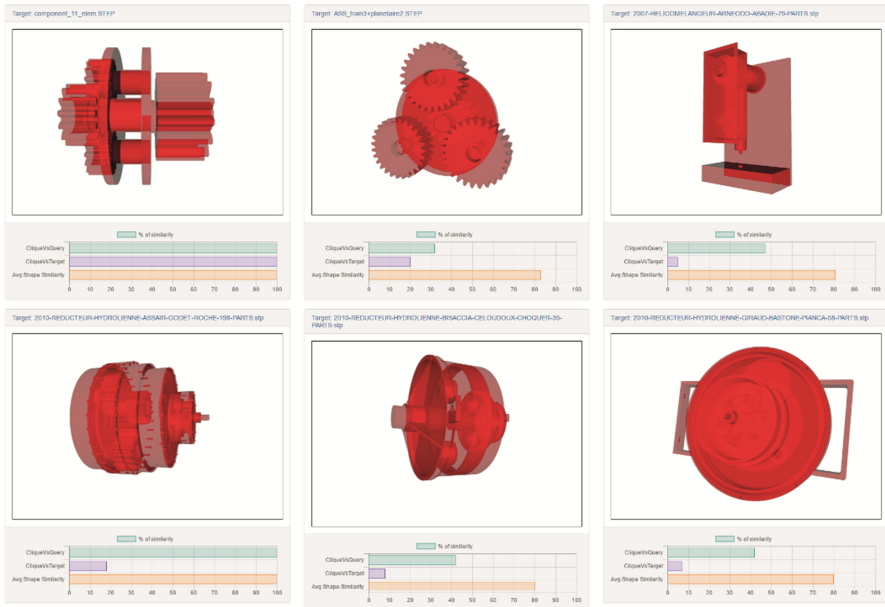 Target: component_11_elem.STEP
% of similarity
CliqueVsQuery
CliqueVsTarget
Avg Shape Similarity
0 10 20 30 40 50 60 70 80 90 100
Target: ASS_train3+planetaire2.STEP
% of similarity
CliqueVsQuery
CliqueVsTarget
Avg Shape Similarity
0 10 20 30 40 50 60 70 80 90 100
Target: 2007-HELICOMELANGEUR-ARNEODO-ABADIE-79-PARTS.stp
% of similarity
CliqueVsQuery
CliqueVsTarget
Avg Shape Similarity
0 10 20 30 40 50 60 70 80 90 100
Target: 2010-REDUCTEUR-HYDROLIENNE-ASSAIR-GODET-ROCHE-198-PARTS.stp
% of similarity
CliqueVsQuery
CliqueVsTarget
Avg Shape Similarity
0 10 20 30 40 50 60 70 80 90 100
Target: 2010-REDUCTEUR-HYDROLIENNE-BISACCIA-CELOUDOUX-CHOQUER-35-
PARTS.stp
% of similarity
CliqueVsQuery
CliqueVsTarget
Avg Shape Similarity
0 10 20 30 40 50 60 70 80 90 100
Target: 2010-REDUCTEUR-HYDROLIENNE-GIRAUD-BASTONE-PIANCA-58-PARTS.stp
% of similarity
CliqueVsQuery
CliqueVsTarget
Avg Shape Similarity
0 10 20 30 40 50 60 70 80 90 100